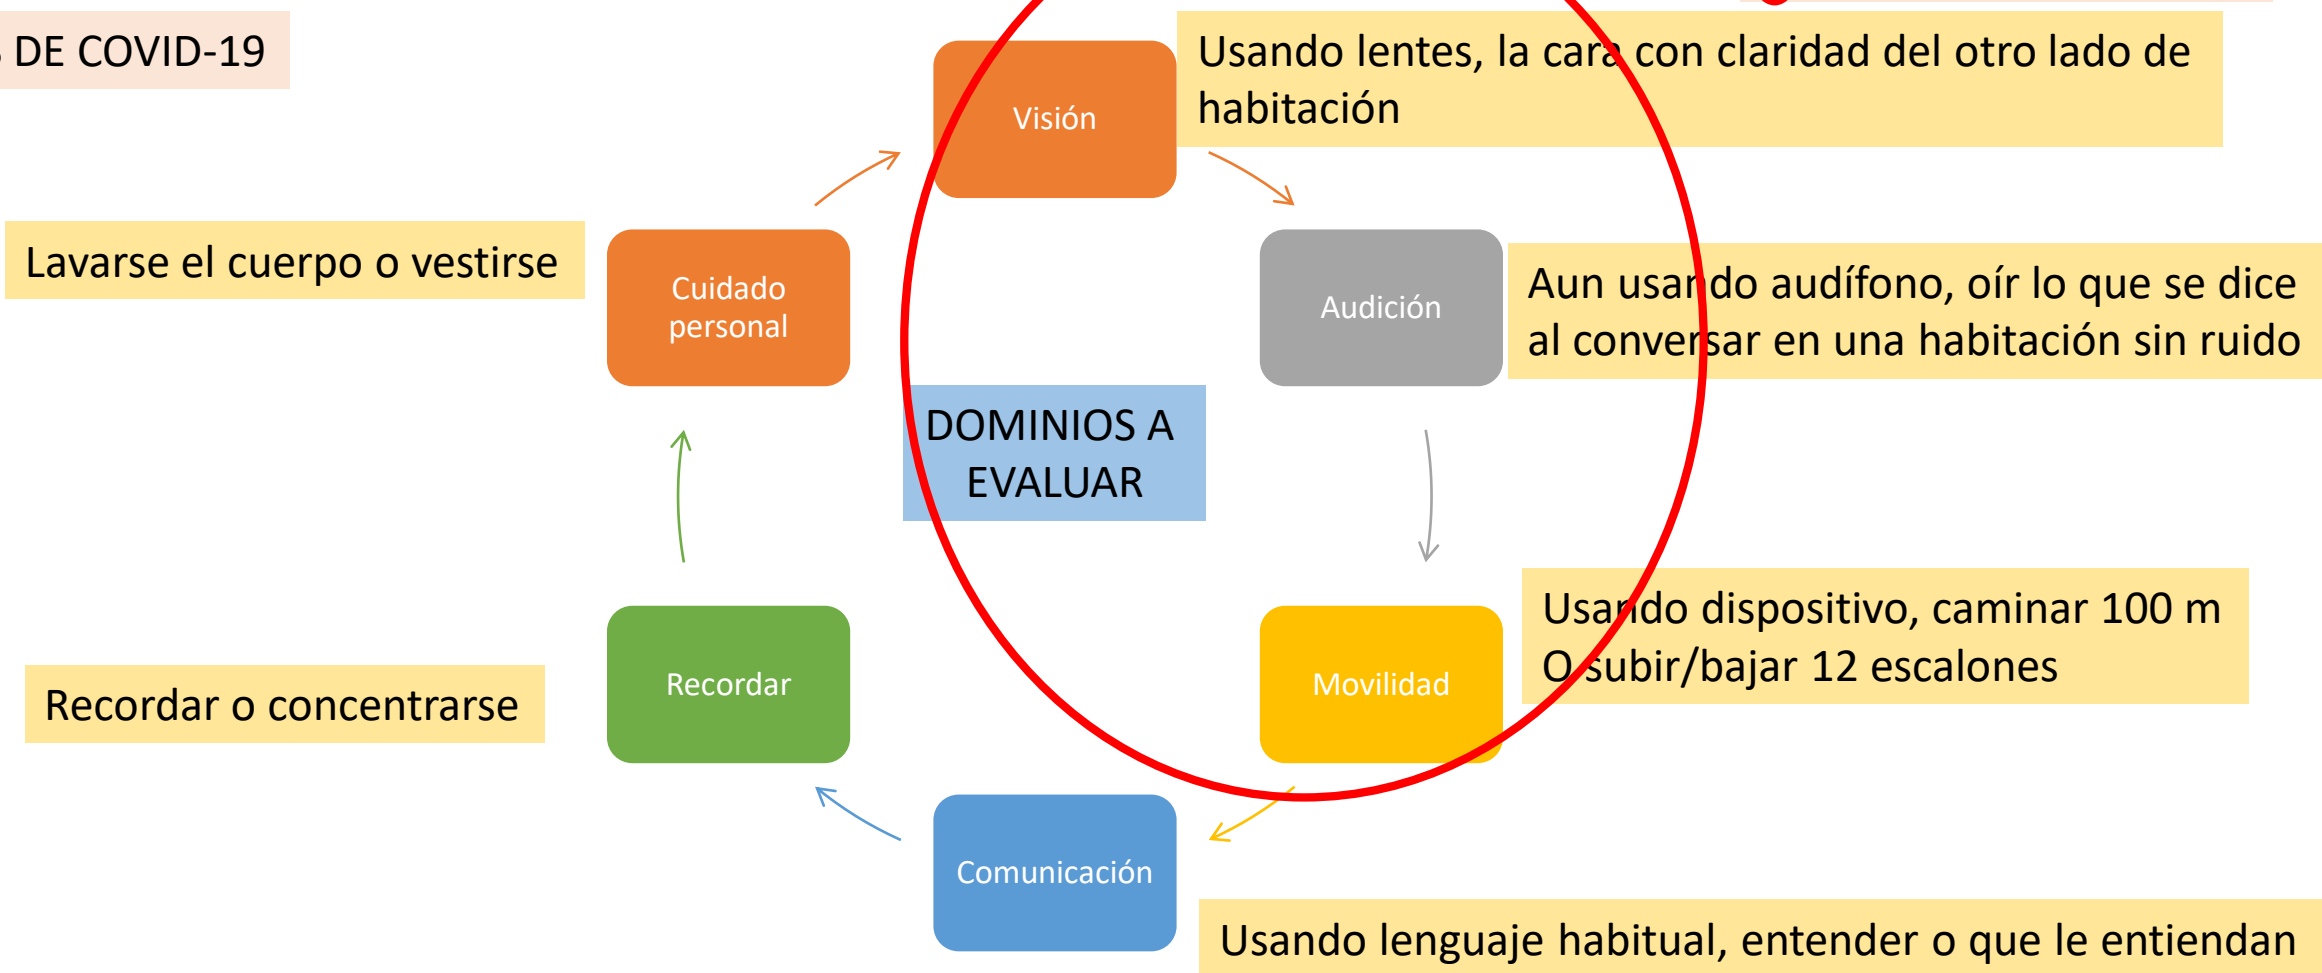 DE COVID-19
Visión
Usando lentes, la cara con claridad del otro lado de
habitación
Lavarse el cuerpo o vestirse
Cuidado
personal
Audición
Aun usando audífono, oír lo que se dice
al conversar en una habitación sin ruido
DOMINIOS A
EVALUAR
Recordar o concentrarse
Recordar
Movilidad
Usando dispositivo, caminar 100 m
O subir/bajar 12 escalones
Comunicación
Usando lenguaje habitual, entender o que le entiendan